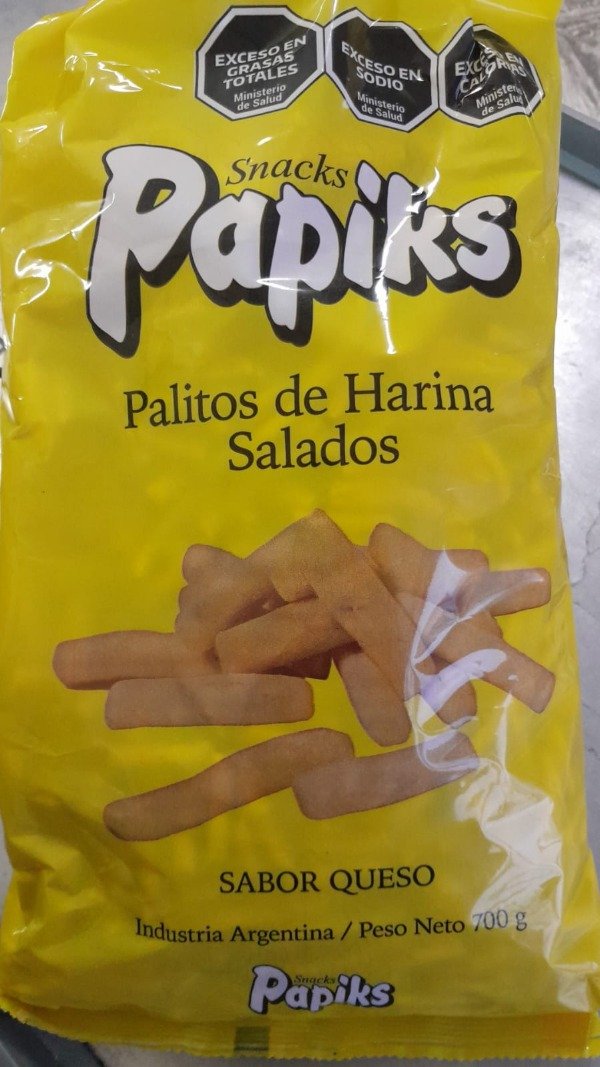 EXCESO EN
GRASAS
TOTALES
Ministerio
de Salud
EXCESO EN
SODIO
Ministerio
de Salud
EXCESO EN
CALORÍAS
Ministerio
de Salud
Snacks
Papiks
Palitos de Harina
Salados
SABOR QUESO
Industria Argentina / Peso Neto 700 g
Snacks
Papiks